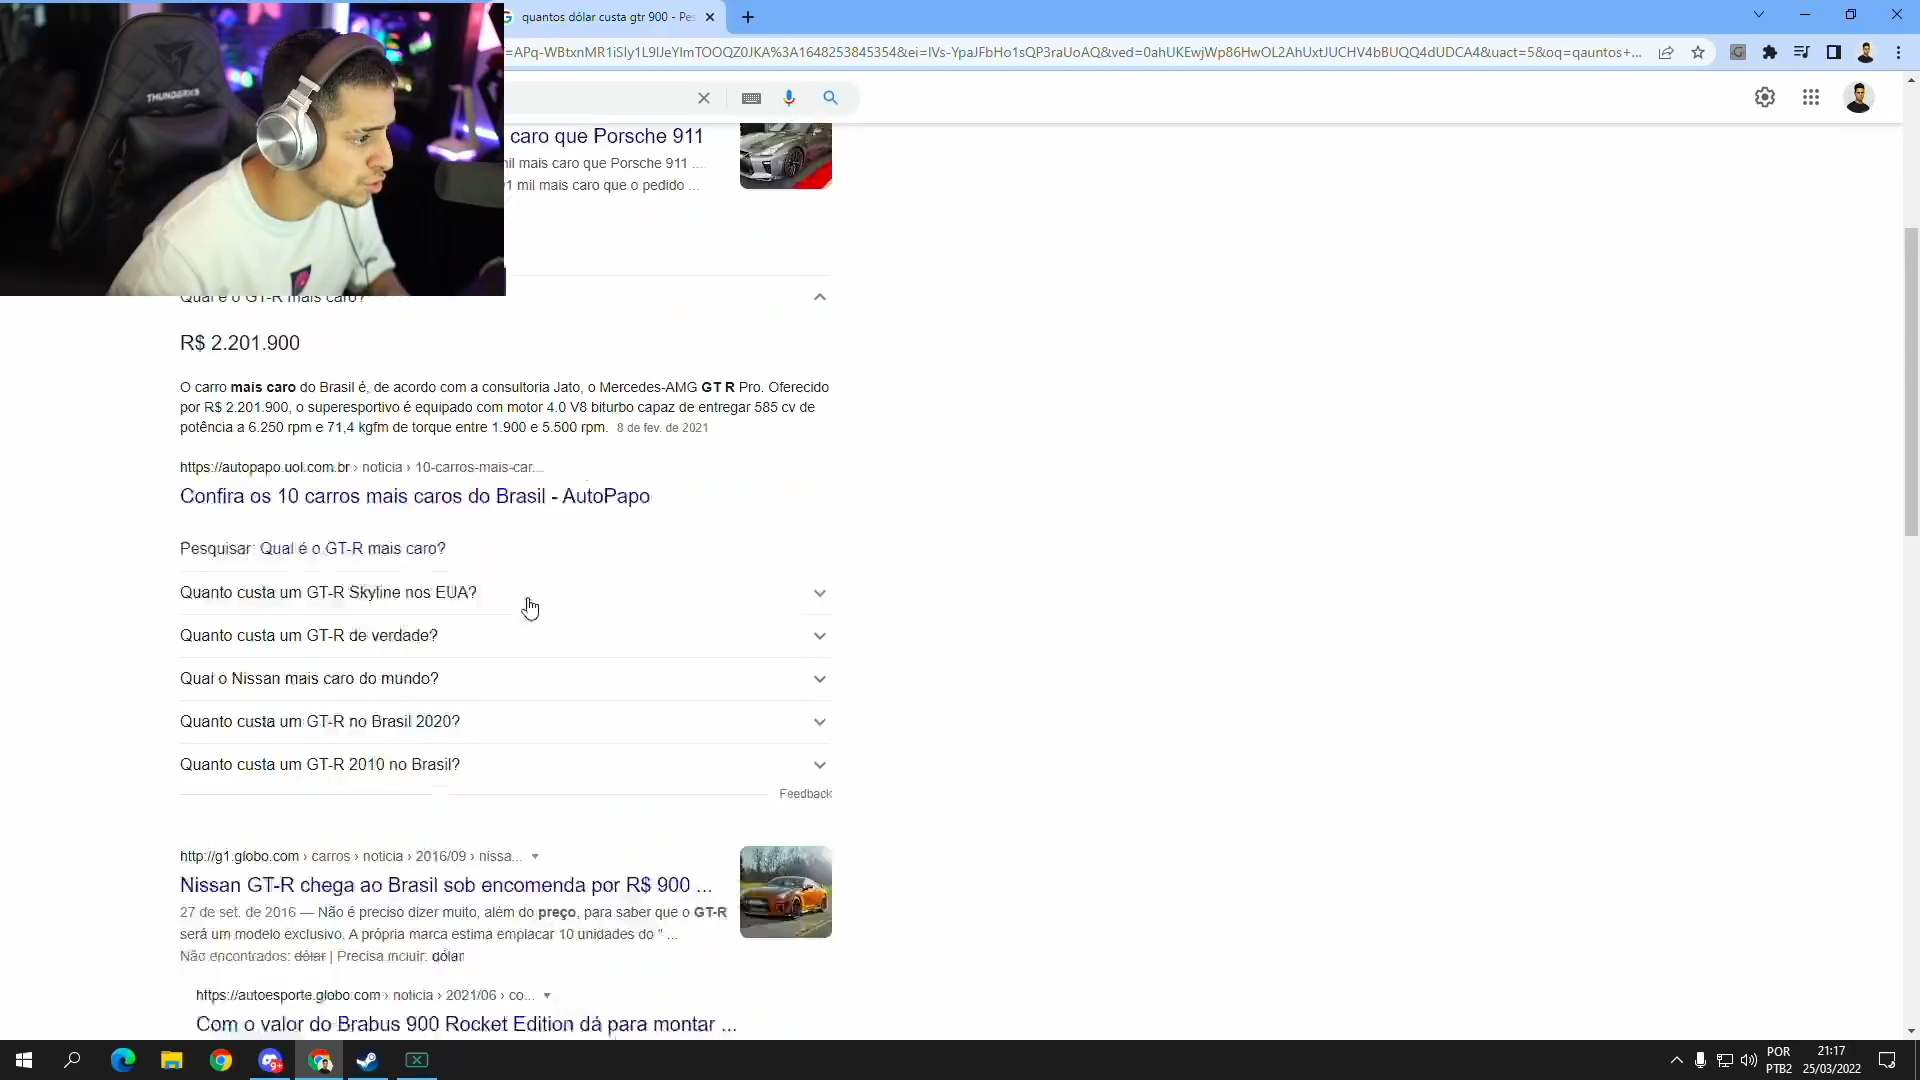 quantos dólar custa gtr 900 - Pes
=APq-WBtxnMR1iSIy1L9IJeYlmTOOQZ0JKA%3A1648253845354&ei=IVs-YpaJFbHo1sQP3raUoAQ&ved=0ahUKEwjWp86HwOL2AhUxtJUCHV4bBUQQ4dUDCA4&uact=5&oq=qauntos+...
THUNDERX3
caro que Porsche 911
mil mais caro que Porsche 911 ...
1 mil mais caro que o pedido ...
Qual é o GT-R mais caro?
R$ 2.201.900
O carro mais caro do Brasil é, de acordo com a consultoria Jato, o Mercedes-AMG GT R Pro. Oferecido
por R$ 2.201.900, o superesportivo é equipado com motor 4.0 V8 biturbo capaz de entregar 585 cv de
potência a 6.250 rpm e 71,4 kgfm de torque entre 1.900 e 5.500 rpm. 8 de fev. de 2021
https://autopapo.uol.com.br › noticia › 10-carros-mais-car...
Confira os 10 carros mais caros do Brasil - AutoPapo
Pesquisar: Qual é o GT-R mais caro?
Quanto custa um GT-R Skyline nos EUA?
Quanto custa um GT-R de verdade?
Qual o Nissan mais caro do mundo?
Quanto custa um GT-R no Brasil 2020?
Quanto custa um GT-R 2010 no Brasil?
Feedback
http://g1.globo.com › carros › noticia › 2016/09 › nissa...
Nissan GT-R chega ao Brasil sob encomenda por R$ 900 ...
27 de set. de 2016 — Não é preciso dizer muito, além do preço, para saber que o GT-R
será um modelo exclusivo. A própria marca estima emplacar 10 unidades do " ...
Não encontrados: dólar | Precisa incluir: dólar
https://autoesporte.globo.com › noticia › 2021/06 › co...
Com o valor do Brabus 900 Rocket Edition dá para montar ...
9+
POR
PTB2
21:17
25/03/2022